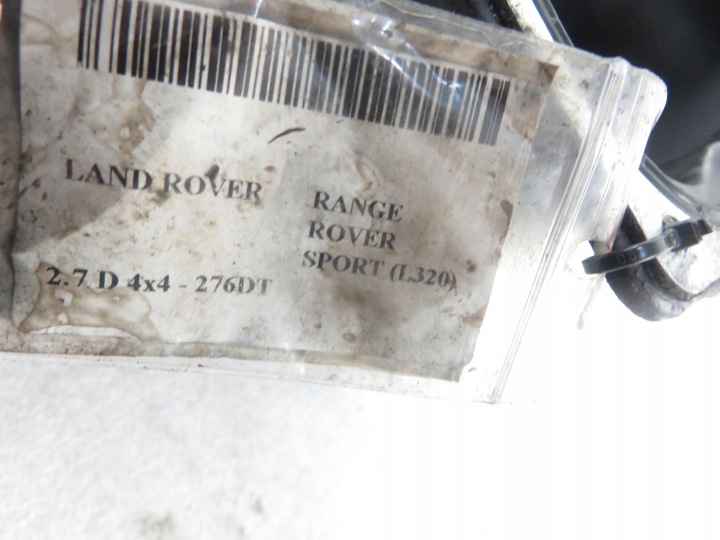 LAND ROVER
RANGE
ROVER
SPORT (L320)
2.7 D 4x4 - 276DT